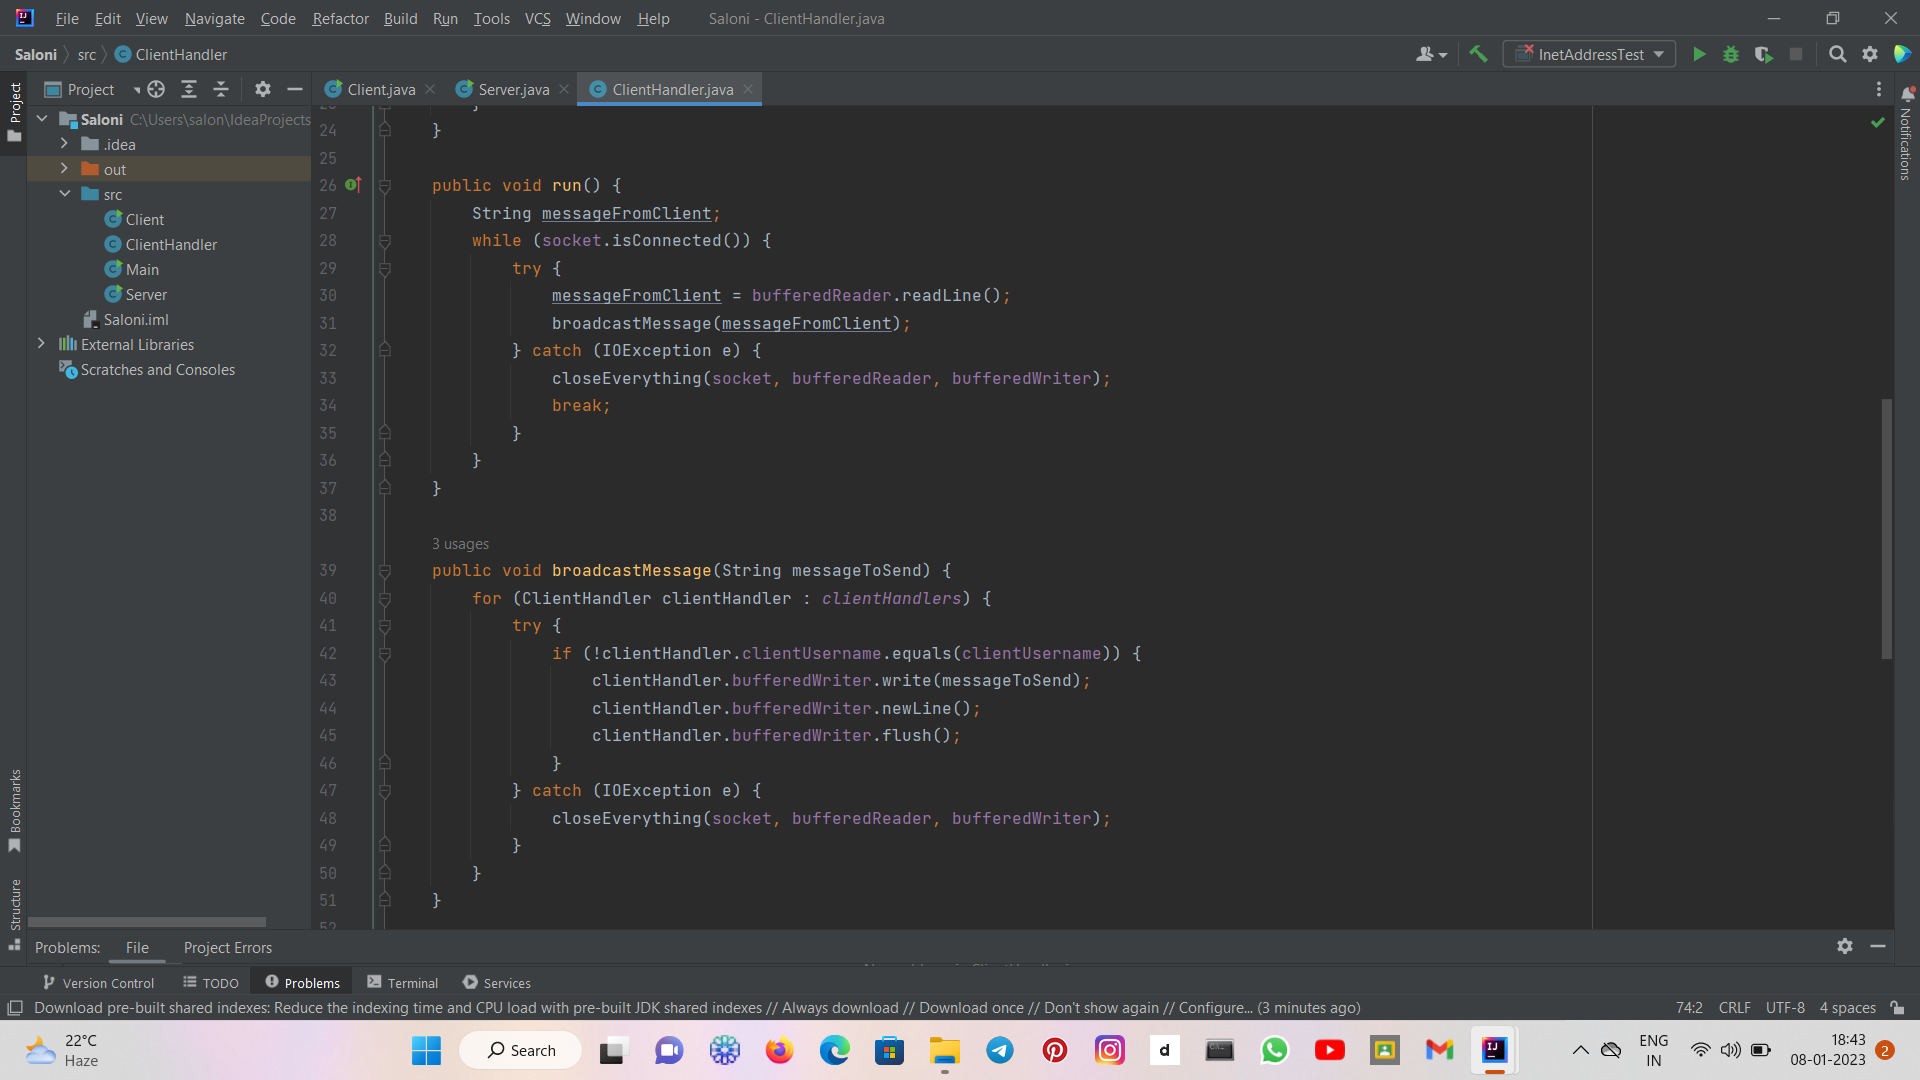 File Edit View Navigate Code Refactor Build Run Tools VCS Window Help Saloni - ClientHandler.java
Saloni src ClientHandler InetAddressTest
Project Client.java Server.java ClientHandler.java
Project
Notifications
Saloni C:\Users\salon\IdeaProjects
.idea
out
src
Client
ClientHandler
Main
Server
Saloni.iml
External Libraries
Scratches and Consoles
Bookmarks
Structure
24 }
25
26 public void run() {
27 String messageFromClient;
28 while (socket.isConnected()) {
29 try {
30 messageFromClient = bufferedReader.readLine();
31 broadcastMessage(messageFromClient);
32 } catch (IOException e) {
33 closeEverything(socket, bufferedReader, bufferedWriter);
34 break;
35 }
36 }
37 }
38
3 usages
39 public void broadcastMessage(String messageToSend) {
40 for (ClientHandler clientHandler : clientHandlers) {
41 try {
42 if (!clientHandler.clientUsername.equals(clientUsername)) {
43 clientHandler.bufferedWriter.write(messageToSend);
44 clientHandler.bufferedWriter.newLine();
45 clientHandler.bufferedWriter.flush();
46 }
47 } catch (IOException e) {
48 closeEverything(socket, bufferedReader, bufferedWriter);
49 }
50 }
51 }
52
Problems: File Project Errors
Version Control TODO Problems Terminal Services
Download pre-built shared indexes: Reduce the indexing time and CPU load with pre-built JDK shared indexes // Always download // Download once // Don't show again // Configure... (3 minutes ago) 74:2 CRLF UTF-8 4 spaces
22°C
Haze
Search
d
IJ
ENG
IN
18:43
08-01-2023
2